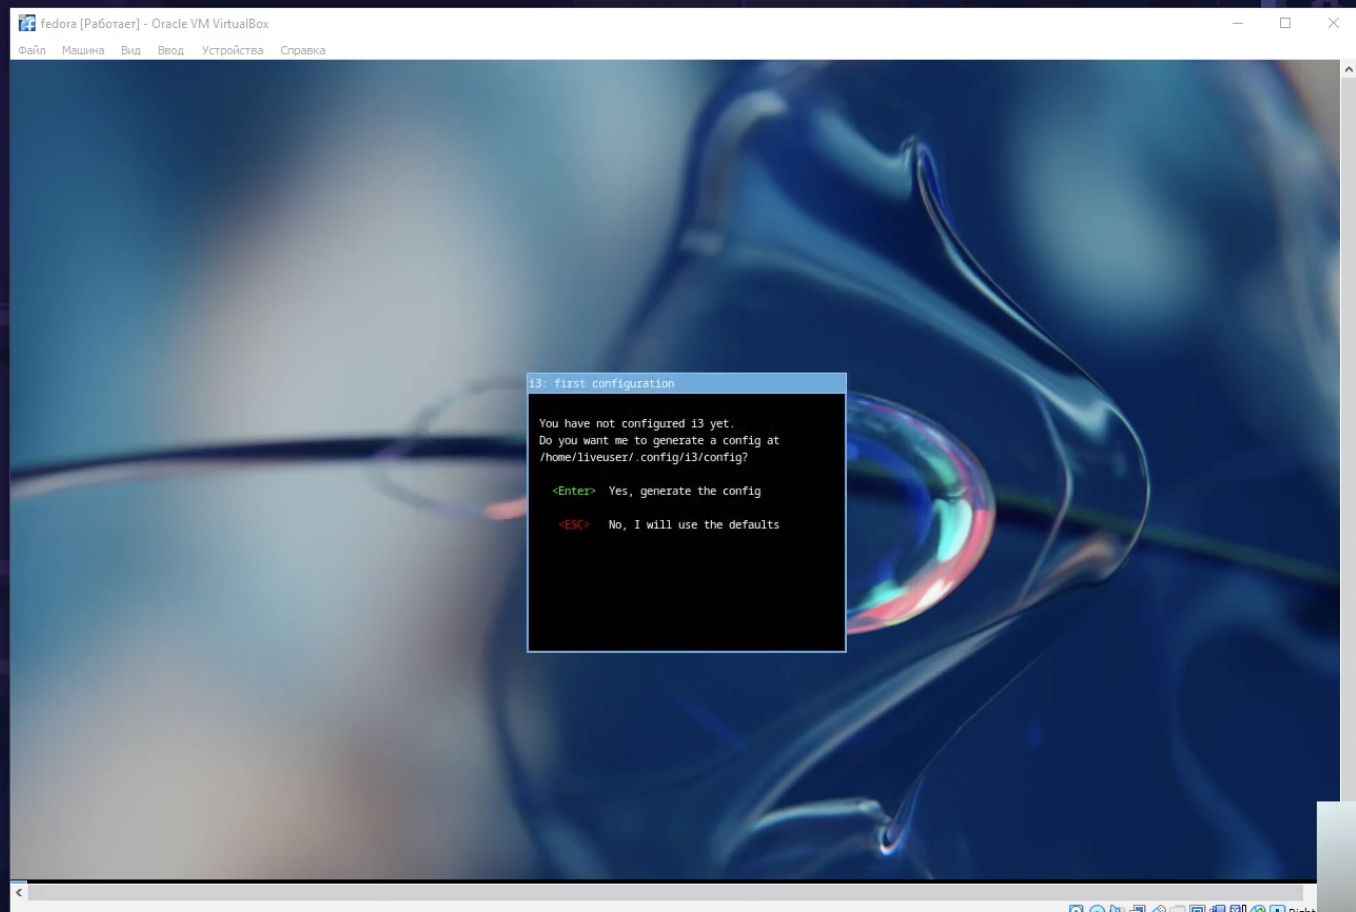 fedora [Работает] - Oracle VM VirtualBox
Файл Машина Вид Ввод Устройства Справка
i3: first configuration
You have not configured i3 yet.
Do you want me to generate a config at
/home/liveuser/.config/i3/config?
<Enter> Yes, generate the config
<ESC> No, I will use the defaults